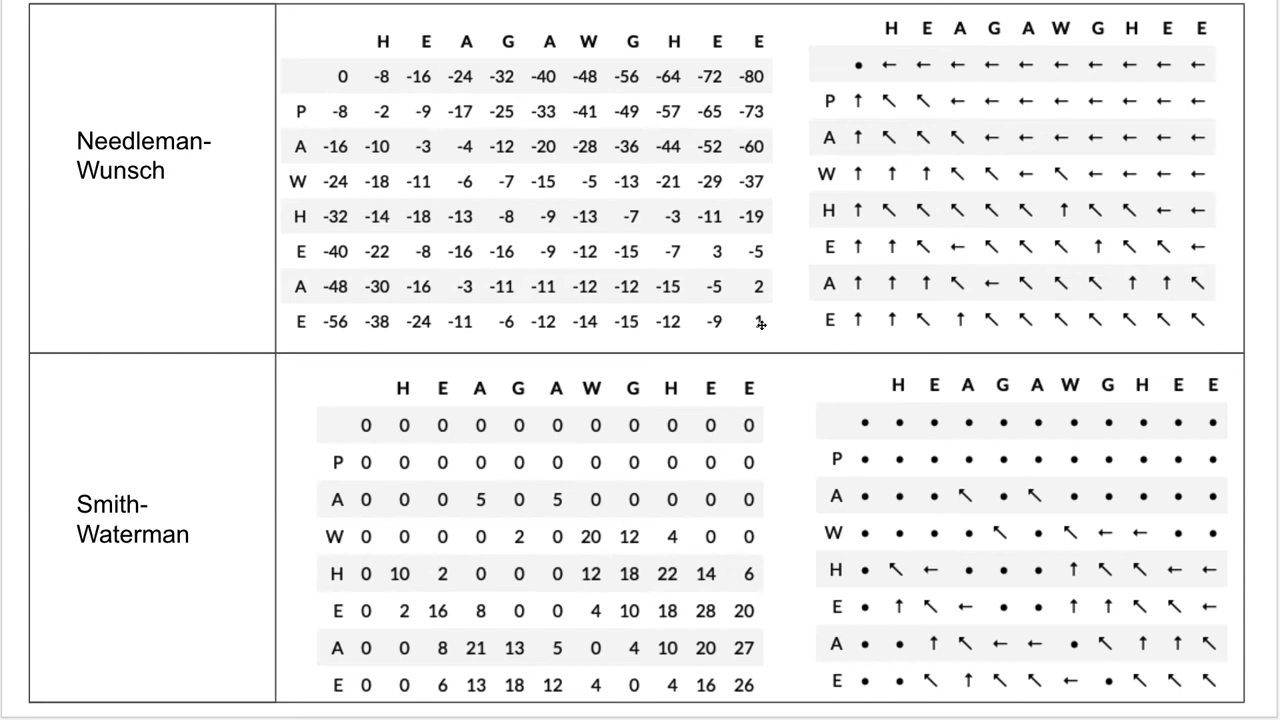 Needleman-
Wunsch
H E A G A W G H E E
0 -8 -16 -24 -32 -40 -48 -56 -64 -72 -80
P -8 -2 -9 -17 -25 -33 -41 -49 -57 -65 -73
A -16 -10 -3 -4 -12 -20 -28 -36 -44 -52 -60
W -24 -18 -11 -6 -7 -15 -5 -13 -21 -29 -37
H -32 -14 -18 -13 -8 -9 -13 -7 -3 -11 -19
E -40 -22 -8 -16 -16 -9 -12 -15 -7 3 -5
A -48 -30 -16 -3 -11 -11 -12 -12 -15 -5 2
E -56 -38 -24 -11 -6 -12 -14 -15 -12 -9
H E A G A W G H E E
• ← ← ← ← ← ← ← ← ← ←
P ↑ ↖ ↖ ← ← ← ← ← ← ← ←
A ↑ ↖ ↖ ↖ ← ← ← ← ← ← ←
W ↑ ↑ ↑ ↖ ↖ ← ↖ ← ← ← ←
H ↑ ↖ ↖ ↖ ↖ ↖ ↑ ↖ ↖ ← ←
E ↑ ↑ ↖ ← ↖ ↖ ↖ ↑ ↖ ↖ ←
A ↑ ↑ ↑ ↖ ← ↖ ↖ ↖ ↑ ↑ ↖
E ↑ ↑ ↖ ↑ ↖ ↖ ↖ ↖ ↖ ↖ ↖
Smith-
Waterman
H E A G A W G H E E
0 0 0 0 0 0 0 0 0 0 0
P 0 0 0 0 0 0 0 0 0 0 0
A 0 0 0 5 0 5 0 0 0 0 0
W 0 0 0 0 2 0 20 12 4 0 0
H 0 10 2 0 0 0 12 18 22 14 6
E 0 2 16 8 0 0 4 10 18 28 20
A 0 0 8 21 13 5 0 4 10 20 27
E 0 0 6 13 18 12 4 0 4 16 26
H E A G A W G H E E
• • • • • • • • • • •
P • • • • • • • • • • •
A • • • ↖ • ↖ • • • • •
W • • • • ↖ • ↖ ← ← • •
H • ↖ ← • • • ↑ ↖ ↖ ← ←
E • ↑ ↖ ← • • ↑ ↑ ↖ ↖ ←
A • • ↑ ↖ ← ← • ↖ ↑ ↑ ↖
E • • ↖ ↑ ↖ ↖ ← • ↖ ↖ ↖